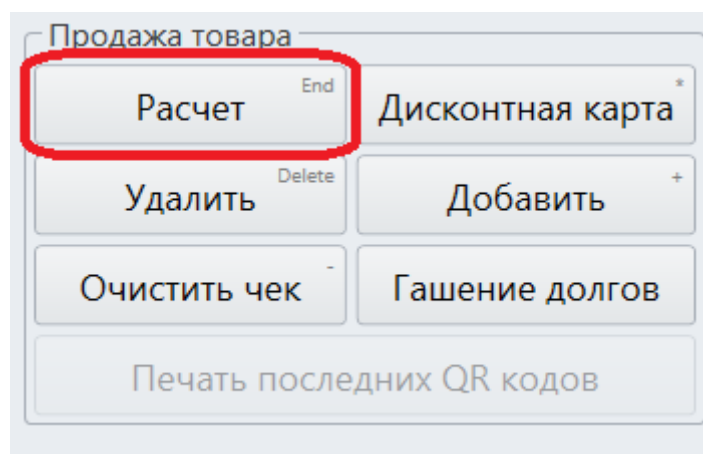 Продажа товара
Расчет End
Дисконтная карта *
Удалить Delete
Добавить +
Очистить чек -
Гашение долгов
Печать последних QR кодов